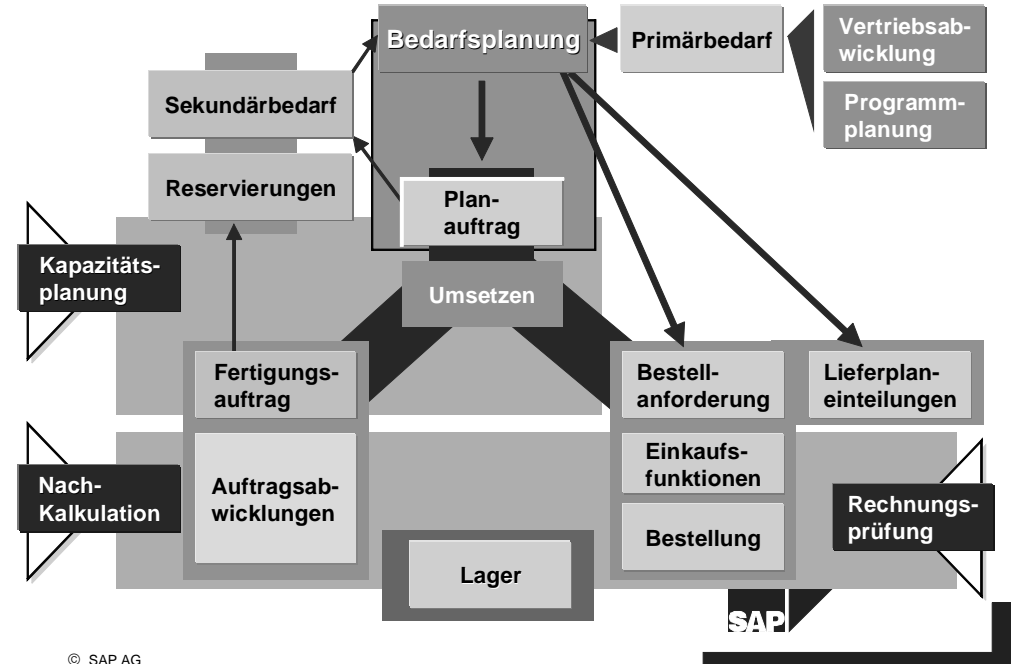 Bedarfsplanung
Primärbedarf
Vertriebsab-
wicklung
Programm-
planung
Sekundärbedarf
Reservierungen
Plan-
auftrag
Kapazitäts-
planung
Umsetzen
Fertigungs-
auftrag
Bestell-
anforderung
Lieferplan-
einteilungen
Nach-
Kalkulation
Auftragsab-
wicklungen
Einkaufs-
funktionen
Bestellung
Rechnungs-
prüfung
Lager
SAP
© SAP AG